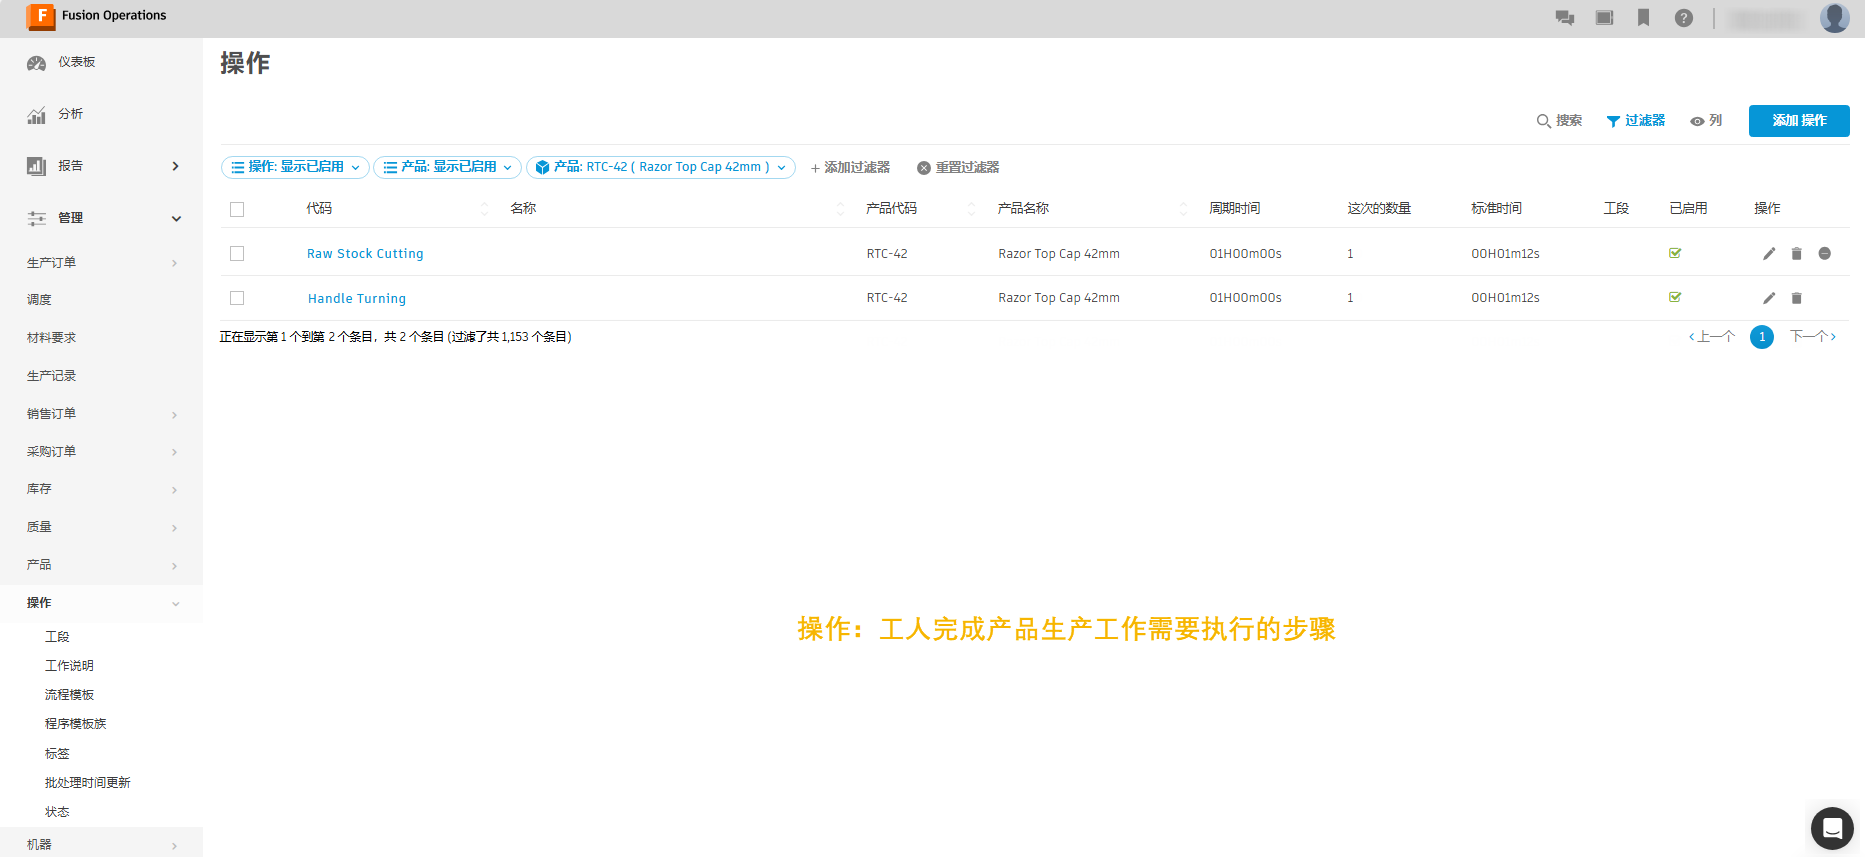 Fusion Operations
仪表板
分析
报告
管理
生产订单
调度
材料要求
生产记录
销售订单
采购订单
库存
质量
产品
操作
工段
工作说明
流程模板
程序模板族
标签
批处理时间更新
状态
机器
操作
搜索 过滤器 列 添加 操作
操作: 显示已启用 产品: 显示已启用 产品: RTC-42 ( Razor Top Cap 42mm ) + 添加过滤器 重置过滤器
代码 名称 产品代码 产品名称 周期时间 这次的数量 标准时间 工段 已启用 操作
Raw Stock Cutting RTC-42 Razor Top Cap 42mm 01H00m00s 1 00H01m12s
Handle Turning RTC-42 Razor Top Cap 42mm 01H00m00s 1 00H01m12s
正在显示第 1 个到第 2 个条目，共 2 个条目 (过滤了共 1,153 个条目)
‹ 上一个 1 下一个 ›
操作：工人完成产品生产工作需要执行的步骤